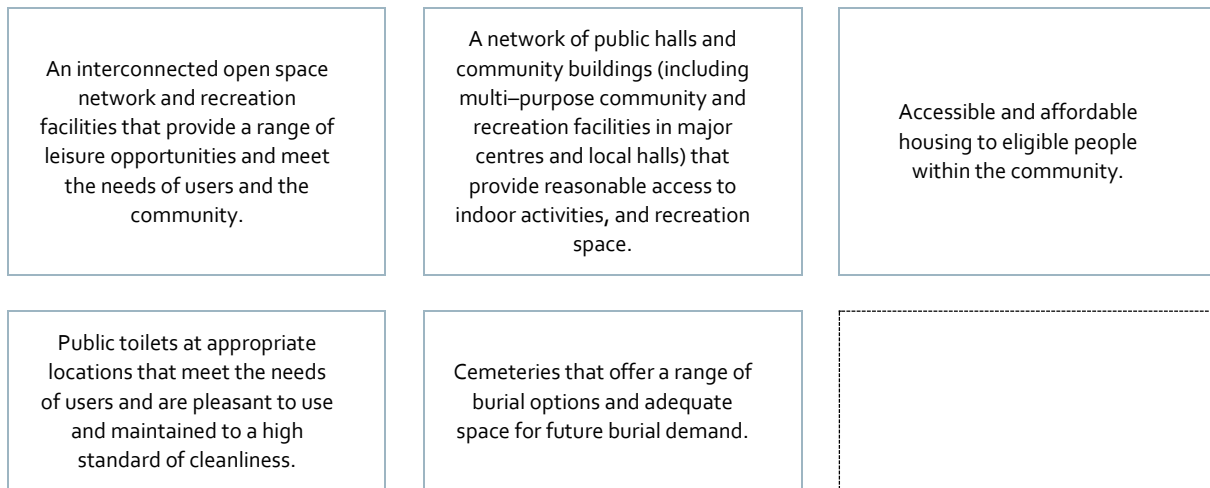 An interconnected open space
network and recreation
facilities that provide a range of
leisure opportunities and meet
the needs of users and the
community.
A network of public halls and
community buildings (including
multi–purpose community and
recreation facilities in major
centres and local halls) that
provide reasonable access to
indoor activities, and recreation
space.
Accessible and affordable
housing to eligible people
within the community.
Public toilets at appropriate
locations that meet the needs
of users and are pleasant to use
and maintained to a high
standard of cleanliness.
Cemeteries that offer a range of
burial options and adequate
space for future burial demand.